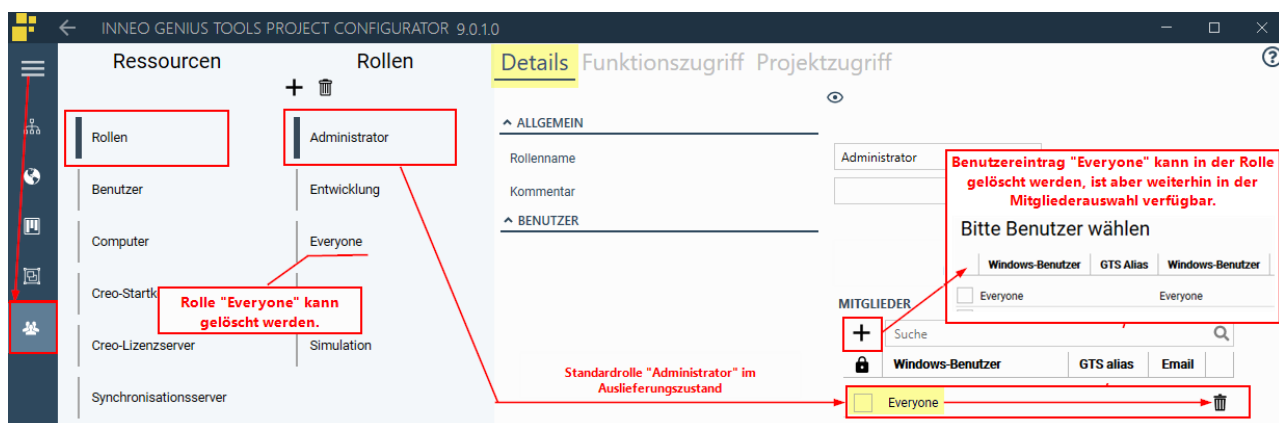 INNEO GENIUS TOOLS PROJECT CONFIGURATOR 9.0.1.0
Ressourcen
Rollen
Benutzer
Computer
Creo-Startk
Creo-Lizenzserver
Synchronisationsserver
Rollen
Administrator
Entwicklung
Everyone
Simulation
Rolle "Everyone" kann
gelöscht werden.
Details Funktionszugriff Projektzugriff
ALLGEMEIN
Rollenname
Administrator
Kommentar
BENUTZER
Benutzereintrag "Everyone" kann in der Rolle
gelöscht werden, ist aber weiterhin in der
Mitgliederauswahl verfügbar.
Bitte Benutzer wählen
Windows-Benutzer GTS Alias Windows-Benutzer
Everyone Everyone
MITGLIEDER
Suche
Windows-Benutzer GTS alias Email
Everyone
Standardrolle "Administrator" im
Auslieferungszustand